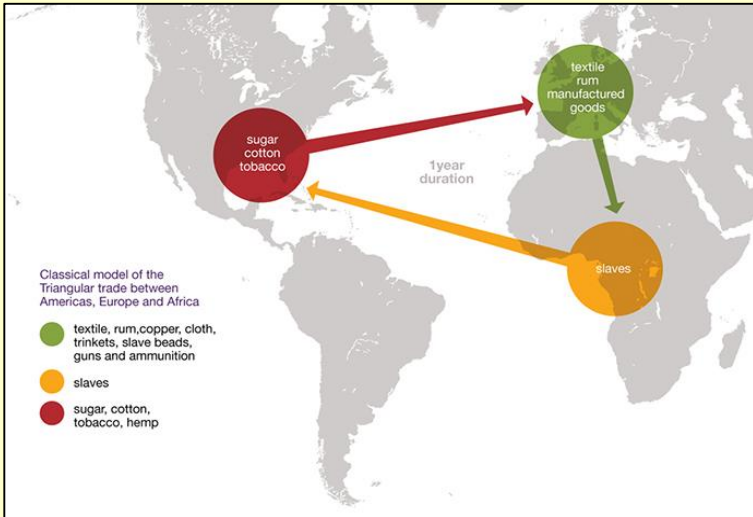 textile
rum
manufactured
goods
sugar
cotton
tobacco
1year
duration
slaves
Classical model of the
Triangular trade between
Americas, Europe and Africa
textile, rum,copper, cloth,
trinkets, slave beads,
guns and ammunition
slaves
sugar, cotton,
tobacco, hemp